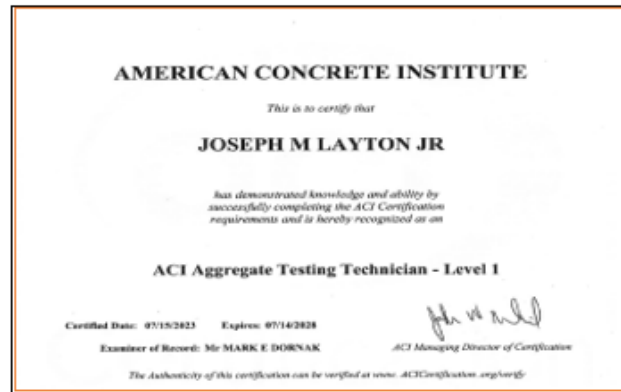 AMERICAN CONCRETE INSTITUTE
This is to certify that
JOSEPH M LAYTON JR
has demonstrated knowledge and ability by
successfully completing the ACI Certification
requirements and is hereby recognized as an
ACI Aggregate Testing Technician - Level 1
Certified Date: 07/15/2023 Expires: 07/14/2028
Examiner of Record: Mr MARK E DORNAK
ACI Managing Director of Certification
The Authenticity of this certification can be verified at www. ACICertification .org/verify